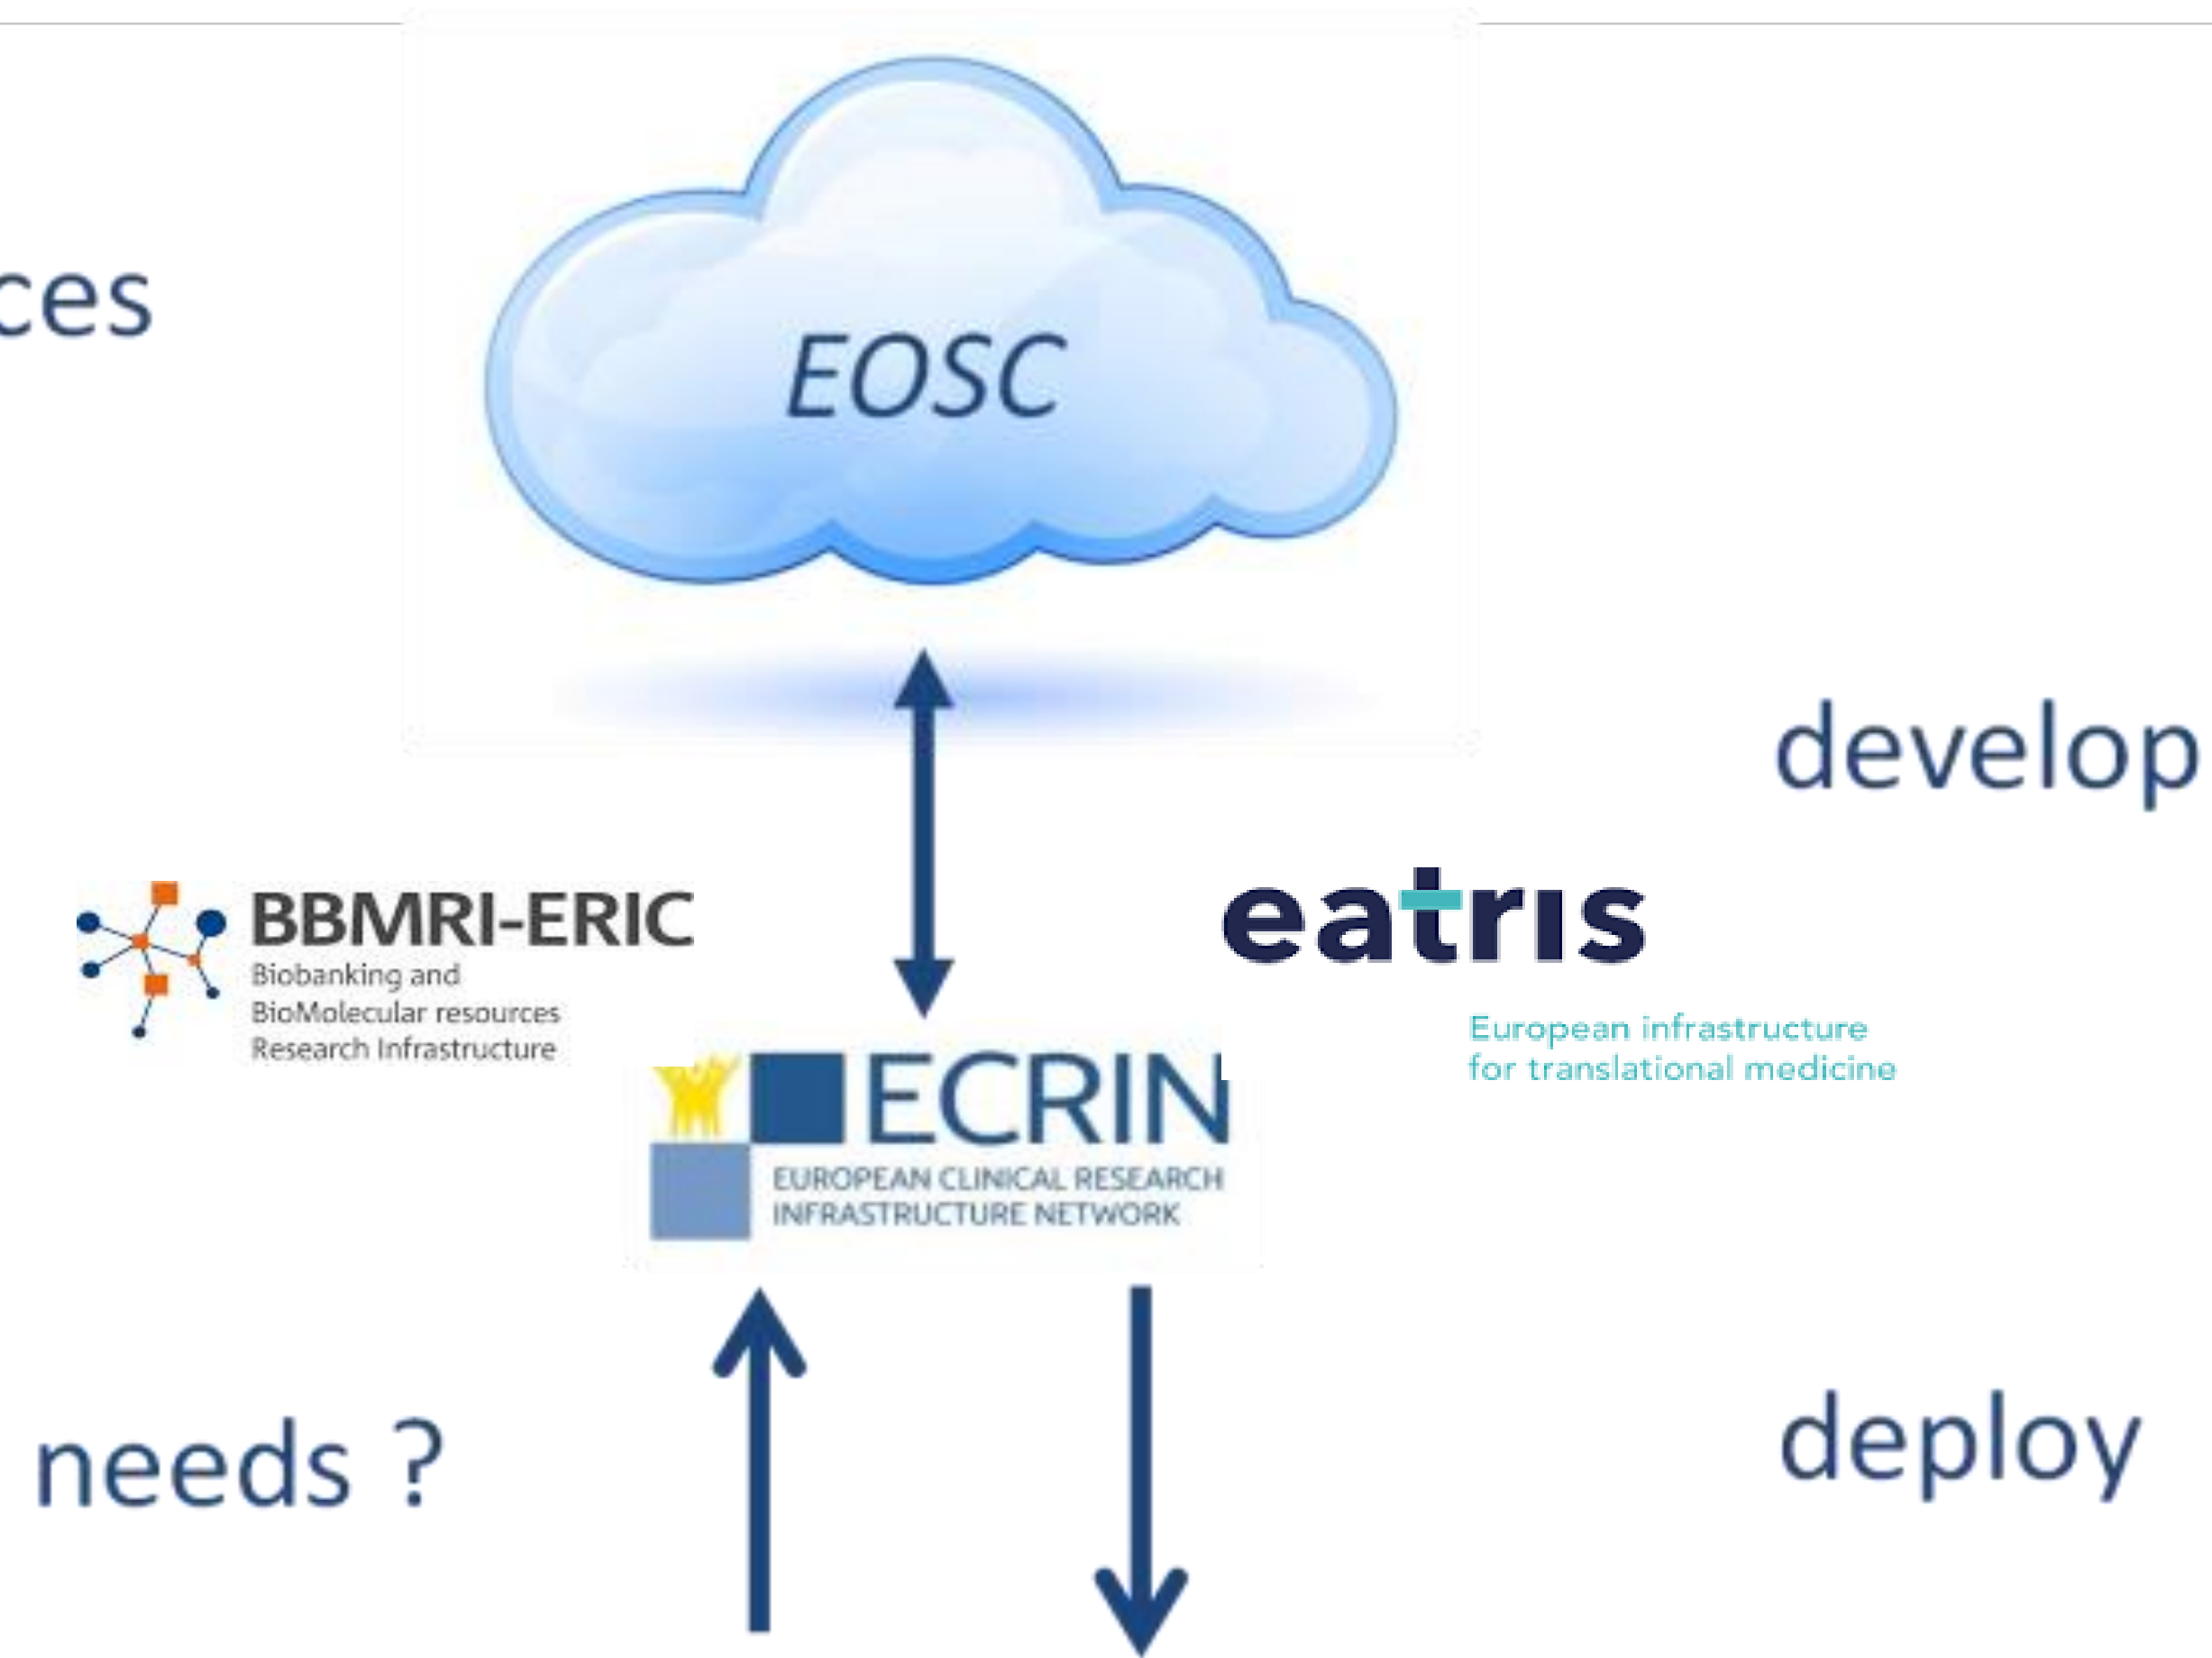 ces
EOSC
develop
BBMRI-ERIC
Biobanking and
BioMolecular resources
Research Infrastructure
eatris
European infrastructure
for translational medicine
ECRIN
EUROPEAN CLINICAL RESEARCH
INFRASTRUCTURE NETWORK
needs ?
deploy